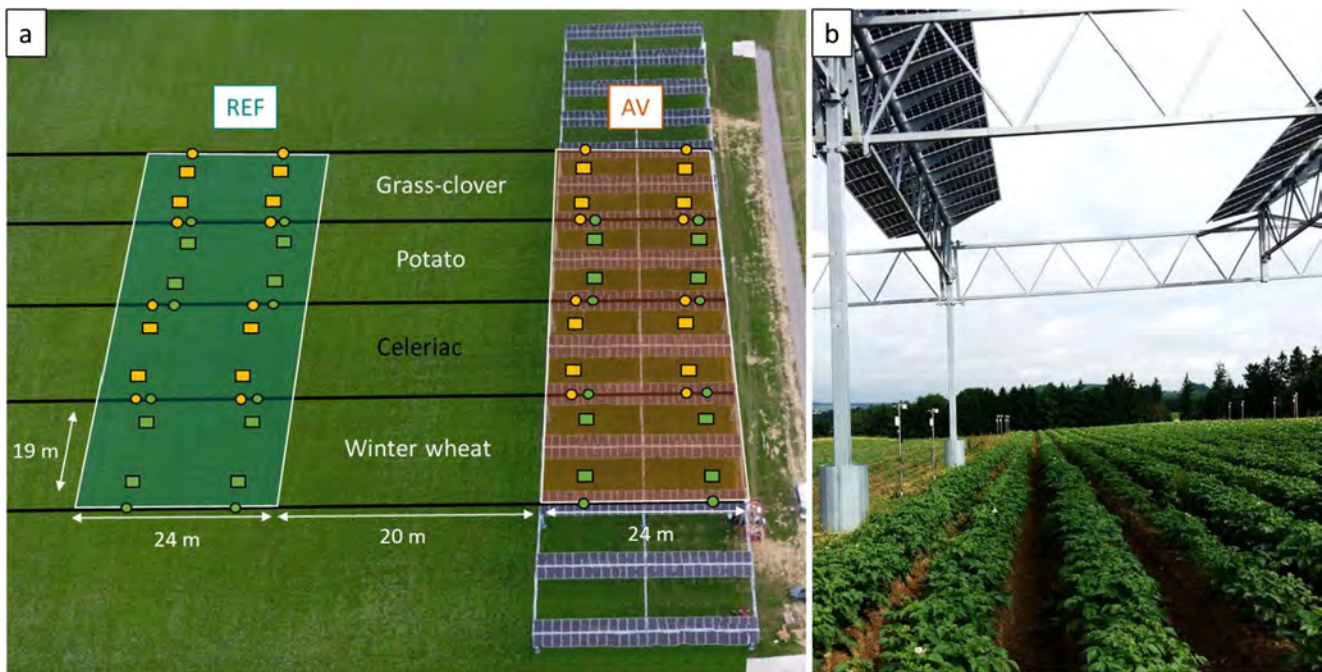 a
REF
AV
Grass-clover
Potato
Celeriac
Winter wheat
19 m
24 m
20 m
24 m
b